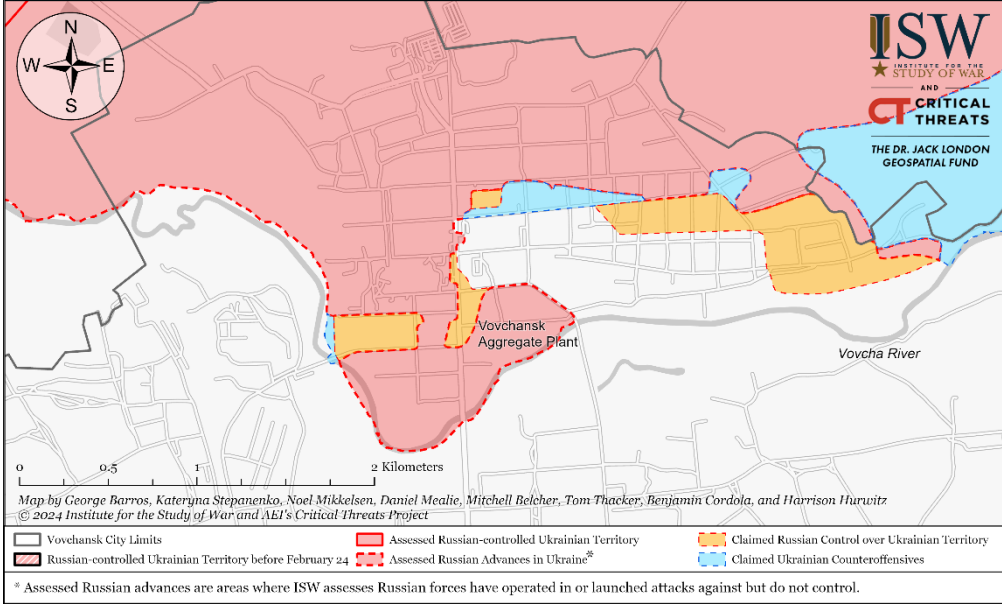 N
W E
S
ISW
INSTITUTE FOR THE
STUDY OF WAR
AND
CT CRITICAL
THREATS
THE DR. JACK LONDON
GEOSPATIAL FUND
Vovchansk
Aggregate Plant
Vovcha River
0 0.5 1 2 Kilometers
Map by George Barros, Kateryna Stepanenko, Noel Mikkelsen, Daniel Mealie, Mitchell Belcher, Tom Thacker, Benjamin Cordola, and Harrison Hurwitz
© 2024 Institute for the Study of War and AEI's Critical Threats Project
Vovchansk City Limits
Assessed Russian-controlled Ukrainian Territory
Claimed Russian Control over Ukrainian Territory
Russian-controlled Ukrainian Territory before February 24
Assessed Russian Advances in Ukraine*
Claimed Ukrainian Counteroffensives
* Assessed Russian advances are areas where ISW assesses Russian forces have operated in or launched attacks against but do not control.